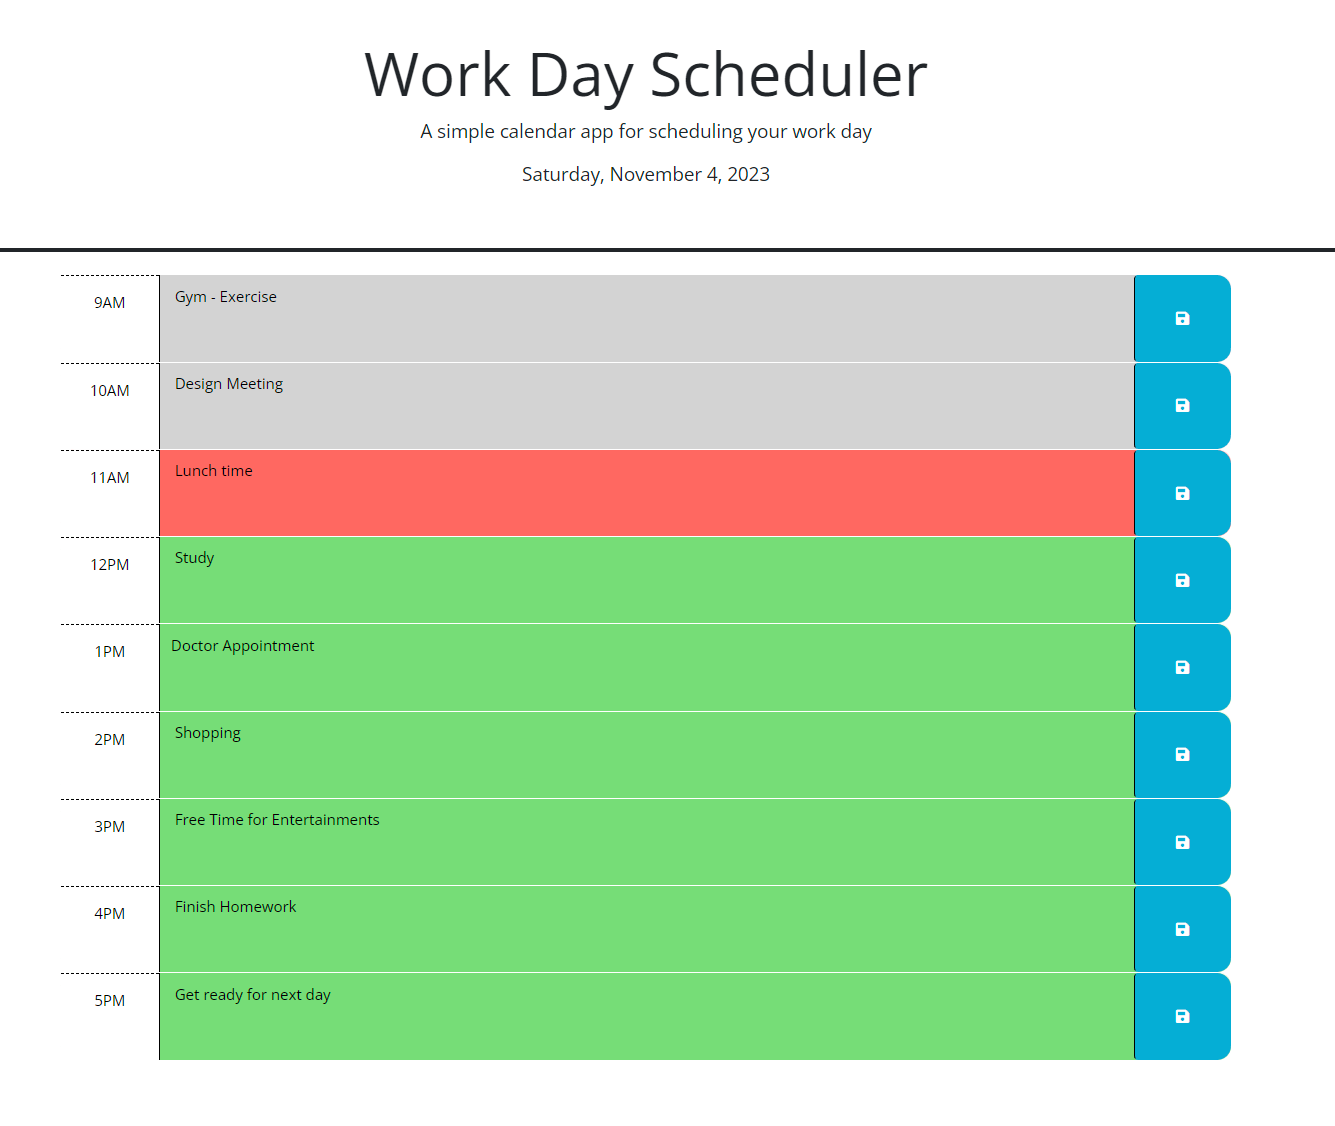 Work Day Scheduler
A simple calendar app for scheduling your work day
Saturday, November 4, 2023
9AM
Gym - Exercise
10AM
Design Meeting
11AM
Lunch time
12PM
Study
1PM
Doctor Appointment
2PM
Shopping
3PM
Free Time for Entertainments
4PM
Finish Homework
5PM
Get ready for next day